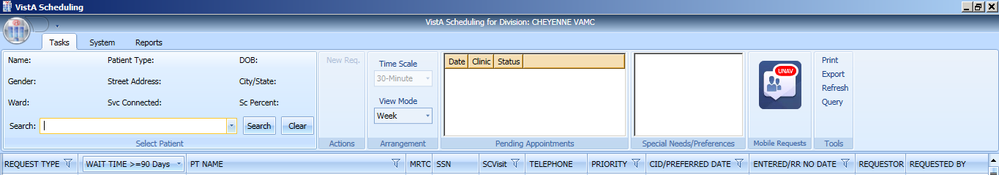 VistA Scheduling
VistA Scheduling for Division: CHEYENNE VAMC
Tasks System Reports
Name: Patient Type: DOB:
Gender: Street Address: City/State:
Ward: Svc Connected: Sc Percent:
Search: Search Clear
Select Patient
New Req.
Actions
Time Scale
30-Minute
View Mode
Week
Arrangement
Date Clinic Status
Pending Appointments
Special Needs/Preferences
UNAV
Mobile Requests
Print
Export
Refresh
Query
Tools
REQUEST TYPE WAIT TIME >=90 Days PT NAME MRTC SSN SCVisit TELEPHONE PRIORITY CID/PREFERRED DATE ENTERED/RR NO DATE REQUESTOR REQUESTED BY